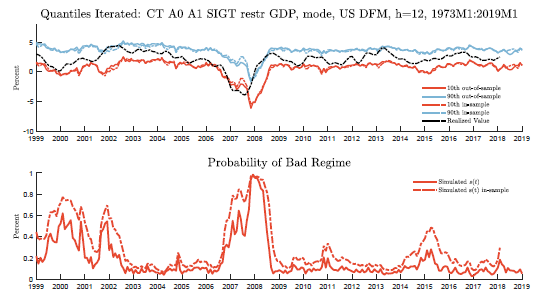 Quantiles Iterated: CT A0 A1 SIGT restr GDP, mode, US DFM, h=12, 1973M1:2019M1
Percent
5
0
-5
-10
10th out-of-sample
90th out-of-sample
10th in-sample
90th in-sample
Realized Value
1999 2000 2001 2002 2003 2004 2005 2006 2007 2008 2009 2010 2011 2012 2013 2014 2015 2016 2017 2018 2019
Probability of Bad Regime
Percent
1
0.8
0.6
0.4
0.2
0
Simulated s(t)
Simulated s(t) in-sample
1999 2000 2001 2002 2003 2004 2005 2006 2007 2008 2009 2010 2011 2012 2013 2014 2015 2016 2017 2018 2019